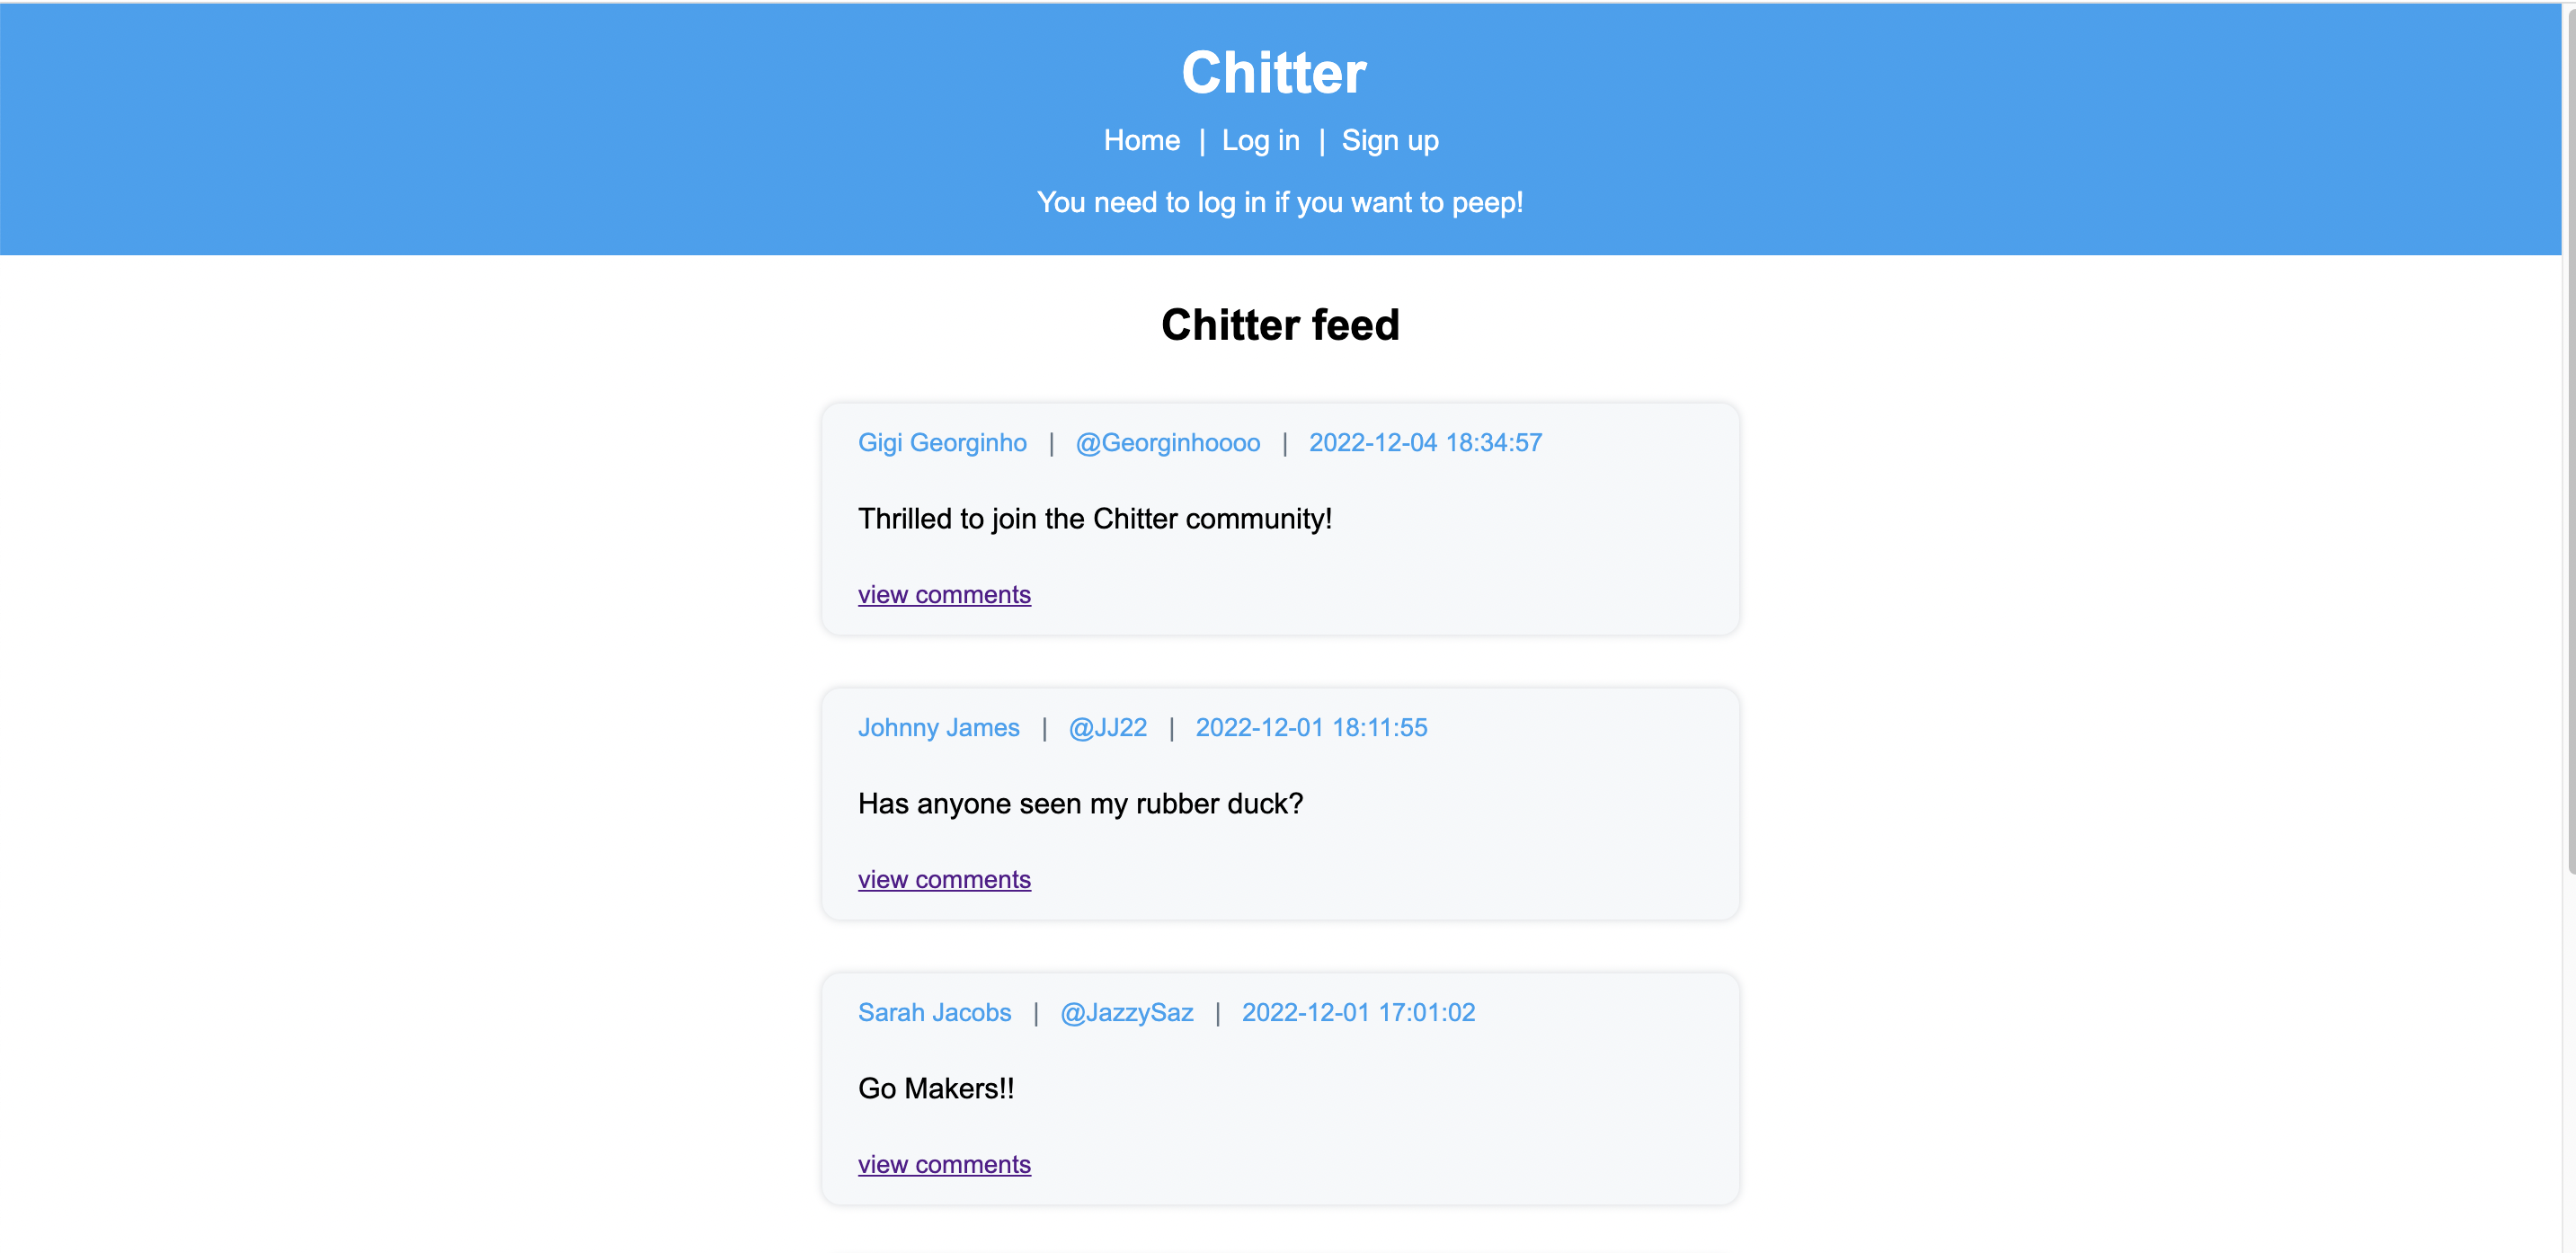 Chitter
Home | Log in | Sign up
You need to log in if you want to peep!
Chitter feed
Gigi Georginho | @Georginhoooo | 2022-12-04 18:34:57
Thrilled to join the Chitter community!
view comments
Johnny James | @JJ22 | 2022-12-01 18:11:55
Has anyone seen my rubber duck?
view comments
Sarah Jacobs | @JazzySaz | 2022-12-01 17:01:02
Go Makers!!
view comments